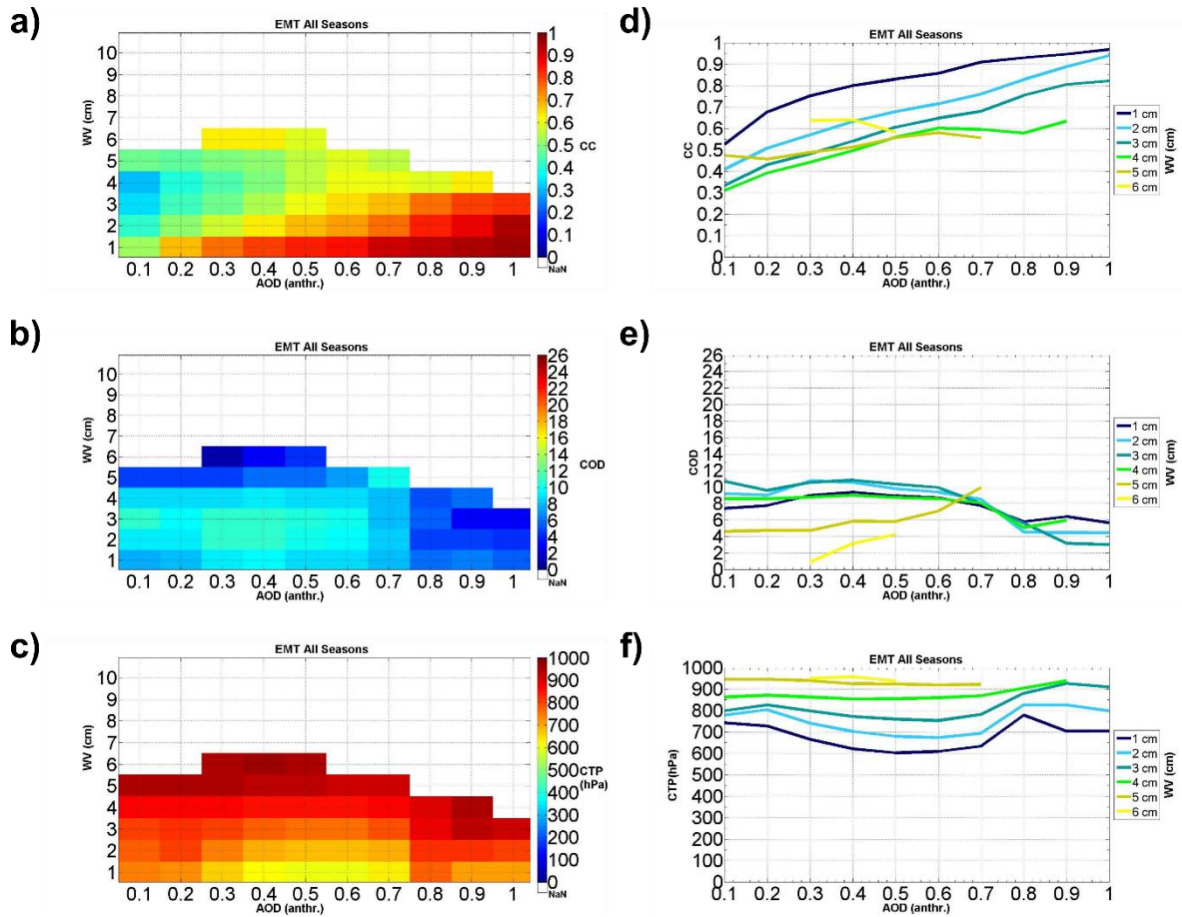 a)
EMT All Seasons
WV (cm)
10
9
8
7
6
5
4
3
2
1
0.1 0.2 0.3 0.4 0.5 0.6 0.7 0.8 0.9 1
AOD (anthr.)
1
0.9
0.8
0.7
0.6
0.5
0.4
0.3
0.2
0.1
0
CC
NaN
d)
EMT All Seasons
CC
1
0.9
0.8
0.7
0.6
0.5
0.4
0.3
0.2
0.1
0
0.1 0.2 0.3 0.4 0.5 0.6 0.7 0.8 0.9 1
AOD (anthr.)
1 cm
2 cm
3 cm
4 cm
5 cm
6 cm
WV (cm)
b)
EMT All Seasons
WV (cm)
10
9
8
7
6
5
4
3
2
1
0.1 0.2 0.3 0.4 0.5 0.6 0.7 0.8 0.9 1
AOD (anthr.)
26
24
22
20
18
16
14
12
10
8
6
4
2
0
COD
NaN
e)
EMT All Seasons
COD
26
24
22
20
18
16
14
12
10
8
6
4
2
0
0.1 0.2 0.3 0.4 0.5 0.6 0.7 0.8 0.9 1
AOD (anthr.)
1 cm
2 cm
3 cm
4 cm
5 cm
6 cm
WV (cm)
c)
EMT All Seasons
WV (cm)
10
9
8
7
6
5
4
3
2
1
0.1 0.2 0.3 0.4 0.5 0.6 0.7 0.8 0.9 1
AOD (anthr.)
1000
900
800
700
600
500
400
300
200
100
0
CTP
(hPa)
NaN
f)
EMT All Seasons
CTP(hPa)
1000
900
800
700
600
500
400
300
200
100
0
0.1 0.2 0.3 0.4 0.5 0.6 0.7 0.8 0.9 1
AOD (anthr.)
1 cm
2 cm
3 cm
4 cm
5 cm
6 cm
WV (cm)